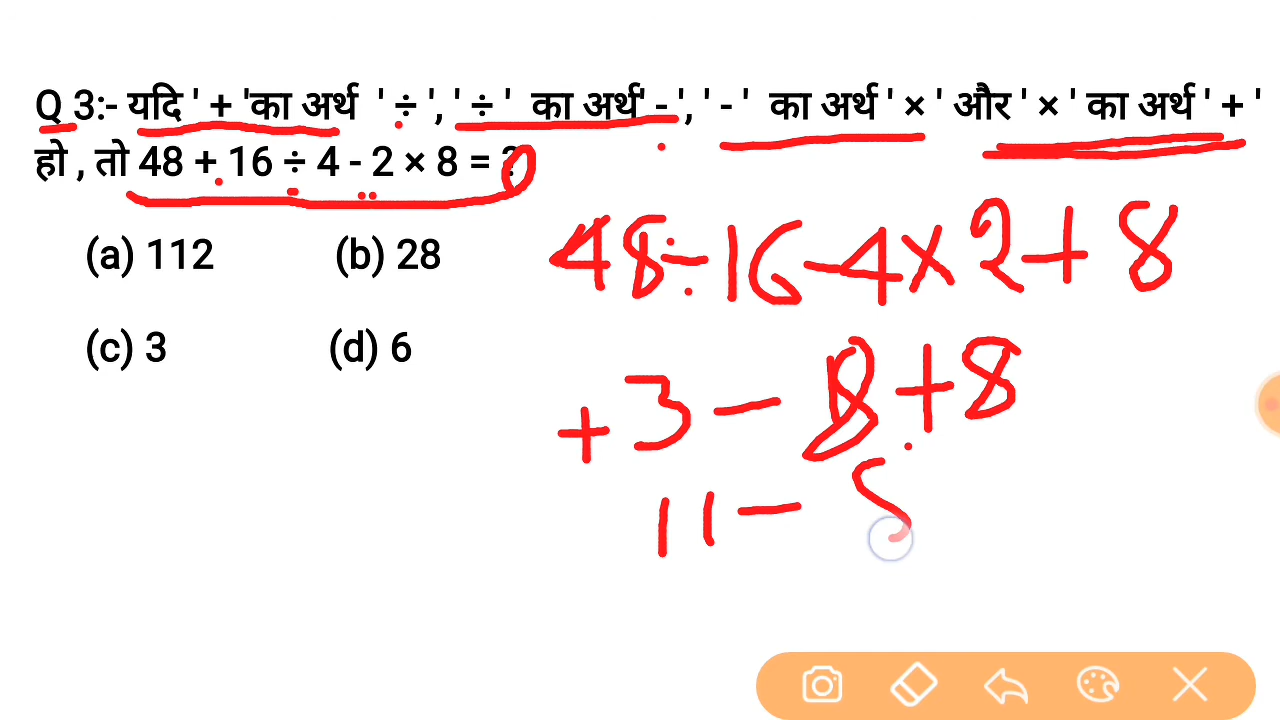 Q 3:- यदि ' + 'का अर्थ ' ÷ ', ' ÷ ' का अर्थ' - ', ' - ' का अर्थ ' × ' और ' × ' का अर्थ ' + '
हो , तो 48 + 16 ÷ 4 - 2 × 8 = ?
(a) 112 (b) 28
(c) 3 (d) 6
48÷16-4×2+8
+3-8+8
11-